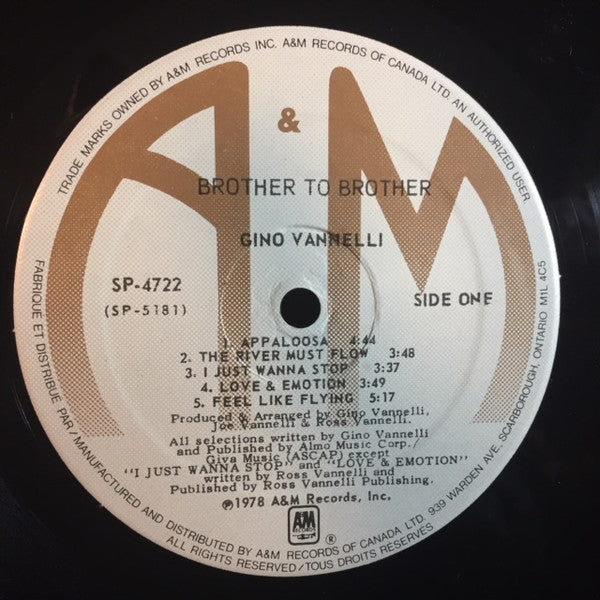 TRADE MARKS OWNED BY A&M RECORDS INC. A&M RECORDS OF CANADA LTD. AN AUTHORIZED USER
A & M
BROTHER TO BROTHER
GINO VANNELLI
SP-4722
(SP-5181)
SIDE ONE
1. APPALOOSA 4:44
2. THE RIVER MUST FLOW 3:48
3. I JUST WANNA STOP 3:37
4. LOVE & EMOTION 3:49
5. FEEL LIKE FLYING 5:17
Produced & Arranged by Gino Vannelli,
Joe Vannelli & Ross Vannelli.
All selections written by Gino Vannelli
and Published by Almo Music Corp./
Giva Music (ASCAP) except
"I JUST WANNA STOP" and "LOVE & EMOTION"
written by Ross Vannelli and
Published by Ross Vannelli Publishing.
℗1978 A&M Records, Inc.
A&M
RECORDS
®
FABRIQUE ET DISTRIBUE PAR/MANUFACTURED AND DISTRIBUTED BY A&M RECORDS OF CANADA LTD. 939 WARDEN AVE, SCARBOROUGH, ONTARIO M1L 4C5
ALL RIGHTS RESERVED/TOUS DROITS RÉSERVÉS